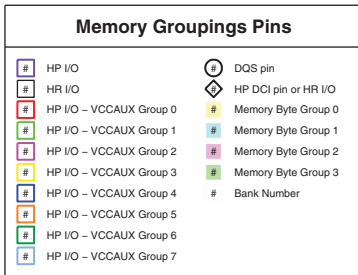 Memory Groupings Pins
# HP I/O
# HR I/O
# HP I/O – VCCAUX Group 0
# HP I/O – VCCAUX Group 1
# HP I/O – VCCAUX Group 2
# HP I/O – VCCAUX Group 3
# HP I/O – VCCAUX Group 4
# HP I/O – VCCAUX Group 5
# HP I/O – VCCAUX Group 6
# HP I/O – VCCAUX Group 7
# DQS pin
# HP DCI pin or HR I/O
# Memory Byte Group 0
# Memory Byte Group 1
# Memory Byte Group 2
# Memory Byte Group 3
# Bank Number